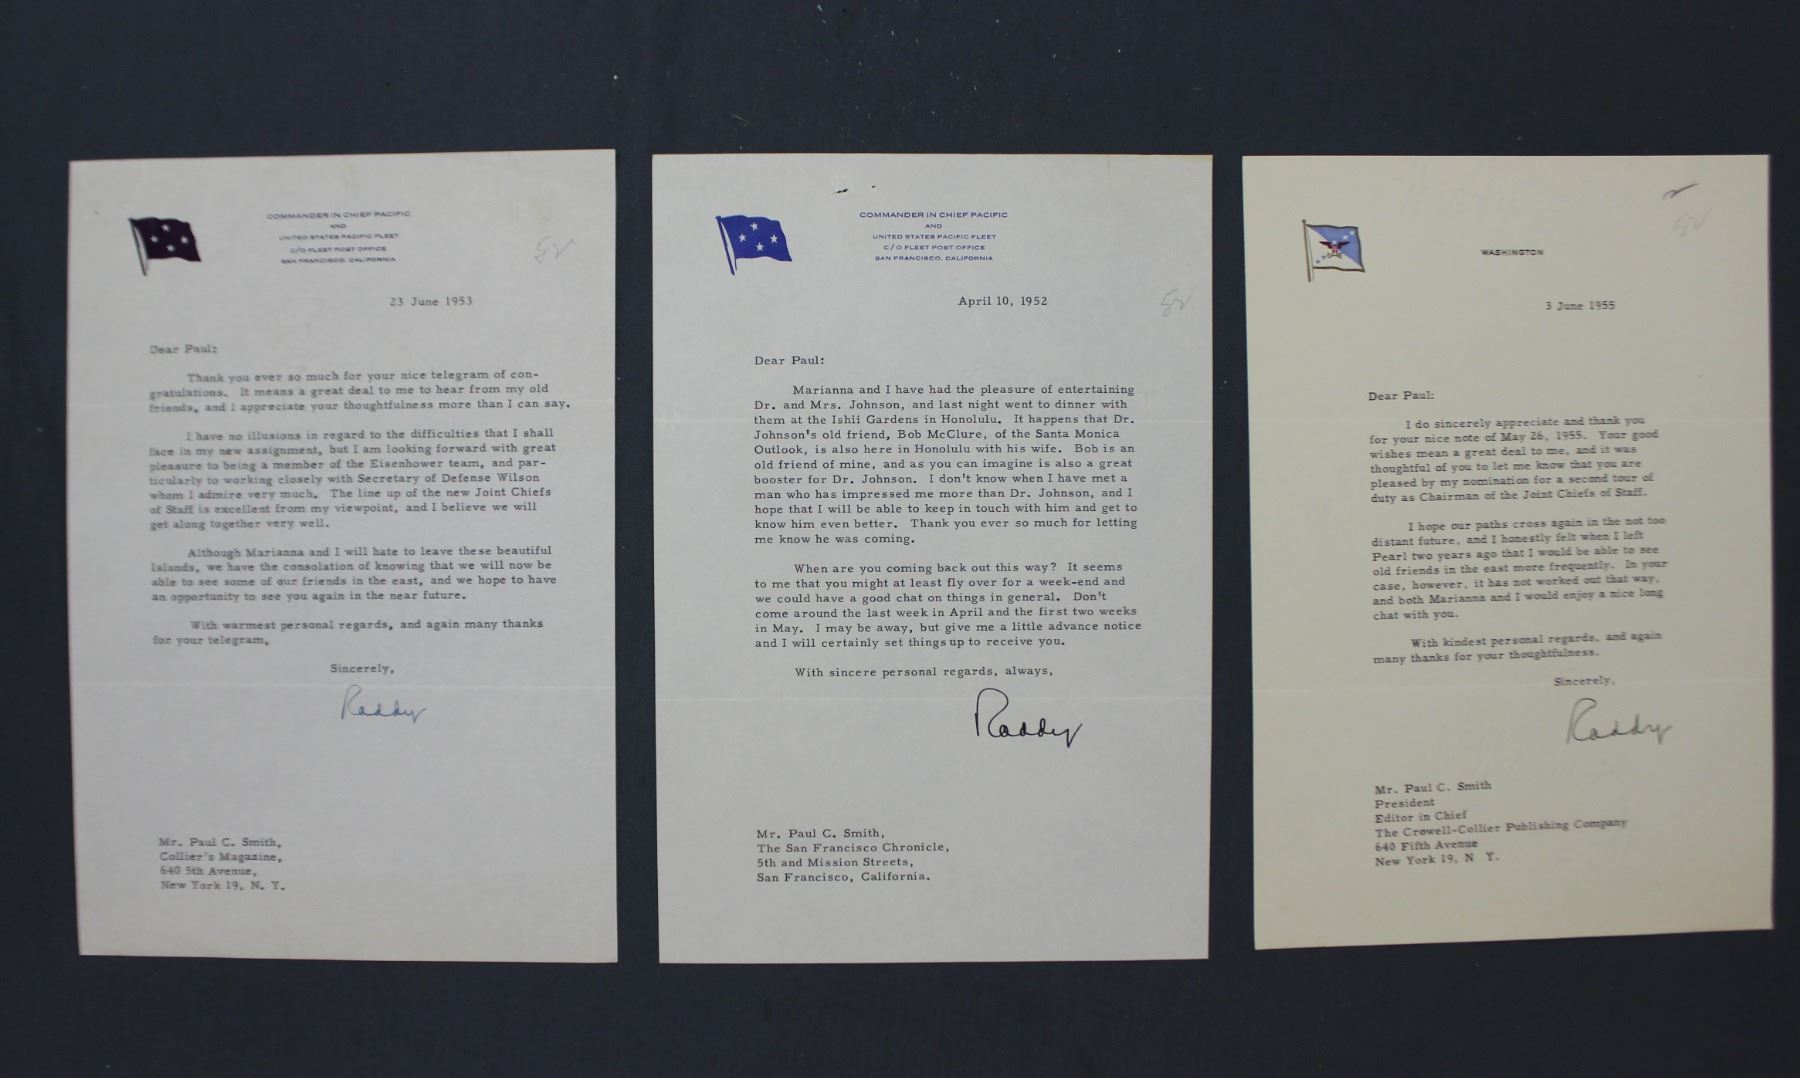 COMMANDER IN CHIEF PACIFIC
AND
UNITED STATES PACIFIC FLEET
C/O FLEET POST OFFICE
SAN FRANCISCO, CALIFORNIA
52
23 June 1953
Dear Paul:
Thank you ever so much for your nice telegram of con-
gratulations. It means a great deal to me to hear from my old
friends, and I appreciate your thoughtfulness more than I can say.
I have no illusions in regard to the difficulties that I shall
face in my new assignment, but I am looking forward with great
pleasure to being a member of the Eisenhower team, and par-
ticularly to working closely with Secretary of Defense Wilson
whom I admire very much. The line up of the new Joint Chiefs
of Staff is excellent from my viewpoint, and I believe we will
get along together very well.
Although Marianna and I will hate to leave these beautiful
Islands, we have the consolation of knowing that we will now be
able to see some of our friends in the east, and we hope to have
an opportunity to see you again in the near future.
With warmest personal regards, and again many thanks
for your telegram,
Sincerely,
Raddy
Mr. Paul C. Smith,
Collier's Magazine,
640 5th Avenue,
New York 19, N. Y.
COMMANDER IN CHIEF PACIFIC
AND
UNITED STATES PACIFIC FLEET
C/O FLEET POST OFFICE
SAN FRANCISCO, CALIFORNIA
52
April 10, 1952
Dear Paul:
Marianna and I have had the pleasure of entertaining
Dr. and Mrs. Johnson, and last night went to dinner with
them at the Ishii Gardens in Honolulu. It happens that Dr.
Johnson's old friend, Bob McClure, of the Santa Monica
Outlook, is also here in Honolulu with his wife. Bob is an
old friend of mine, and as you can imagine is also a great
booster for Dr. Johnson. I don't know when I have met a
man who has impressed me more than Dr. Johnson, and I
hope that I will be able to keep in touch with him and get to
know him even better. Thank you ever so much for letting
me know he was coming.
When are you coming back out this way? It seems
to me that you might at least fly over for a week-end and
we could have a good chat on things in general. Don't
come around the last week in April and the first two weeks
in May. I may be away, but give me a little advance notice
and I will certainly set things up to receive you.
With sincere personal regards, always,
Raddy
Mr. Paul C. Smith,
The San Francisco Chronicle,
5th and Mission Streets,
San Francisco, California.
WASHINGTON
52
3 June 1955
Dear Paul:
I do sincerely appreciate and thank you
for your nice note of May 26, 1955. Your good
wishes mean a great deal to me, and it was
thoughtful of you to let me know that you are
pleased by my nomination for a second tour of
duty as Chairman of the Joint Chiefs of Staff.
I hope our paths cross again in the not too
distant future, and I honestly felt when I left
Pearl two years ago that I would be able to see
old friends in the east more frequently. In your
case, however, it has not worked out that way,
and both Marianna and I would enjoy a nice long
chat with you.
With kindest personal regards, and again
many thanks for your thoughtfulness.
Sincerely,
Raddy
Mr. Paul C. Smith
President
Editor in Chief
The Crowell-Collier Publishing Company
640 Fifth Avenue
New York 19, N Y.